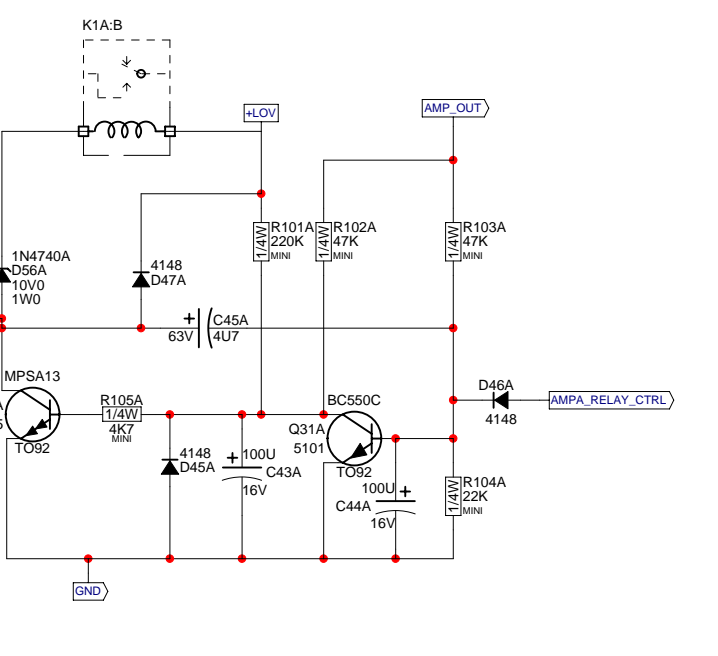 K1A:B
+LOV
AMP_OUT
R101A
220K
MINI
1/4W
R102A
47K
MINI
1/4W
R103A
47K
MINI
1/4W
1N4740A
D56A
10V0
1W0
4148
D47A
+
63V
C45A
4U7
MPSA13
TO92
R105A
1/4W
4K7
MINI
4148
D45A
+
100U
C43A
16V
BC550C
Q31A
5101
TO92
100U
+
C44A
16V
D46A
4148
AMPA_RELAY_CTRL
R104A
22K
MINI
1/4W
GND